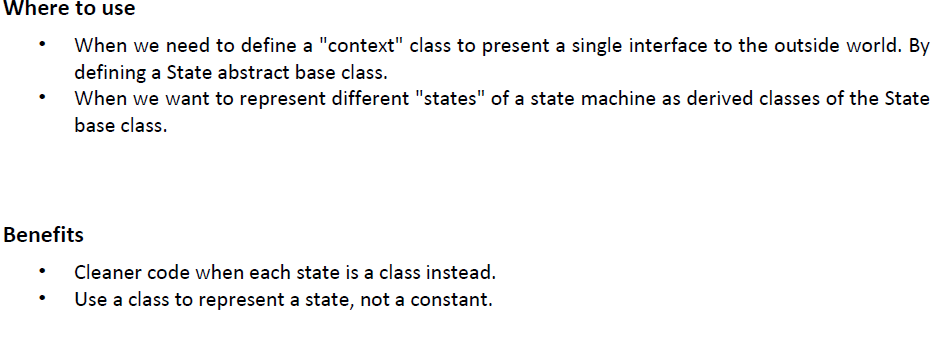 Where to use
• When we need to define a "context" class to present a single interface to the outside world. By
defining a State abstract base class.
• When we want to represent different "states" of a state machine as derived classes of the State
base class.
Benefits
• Cleaner code when each state is a class instead.
• Use a class to represent a state, not a constant.